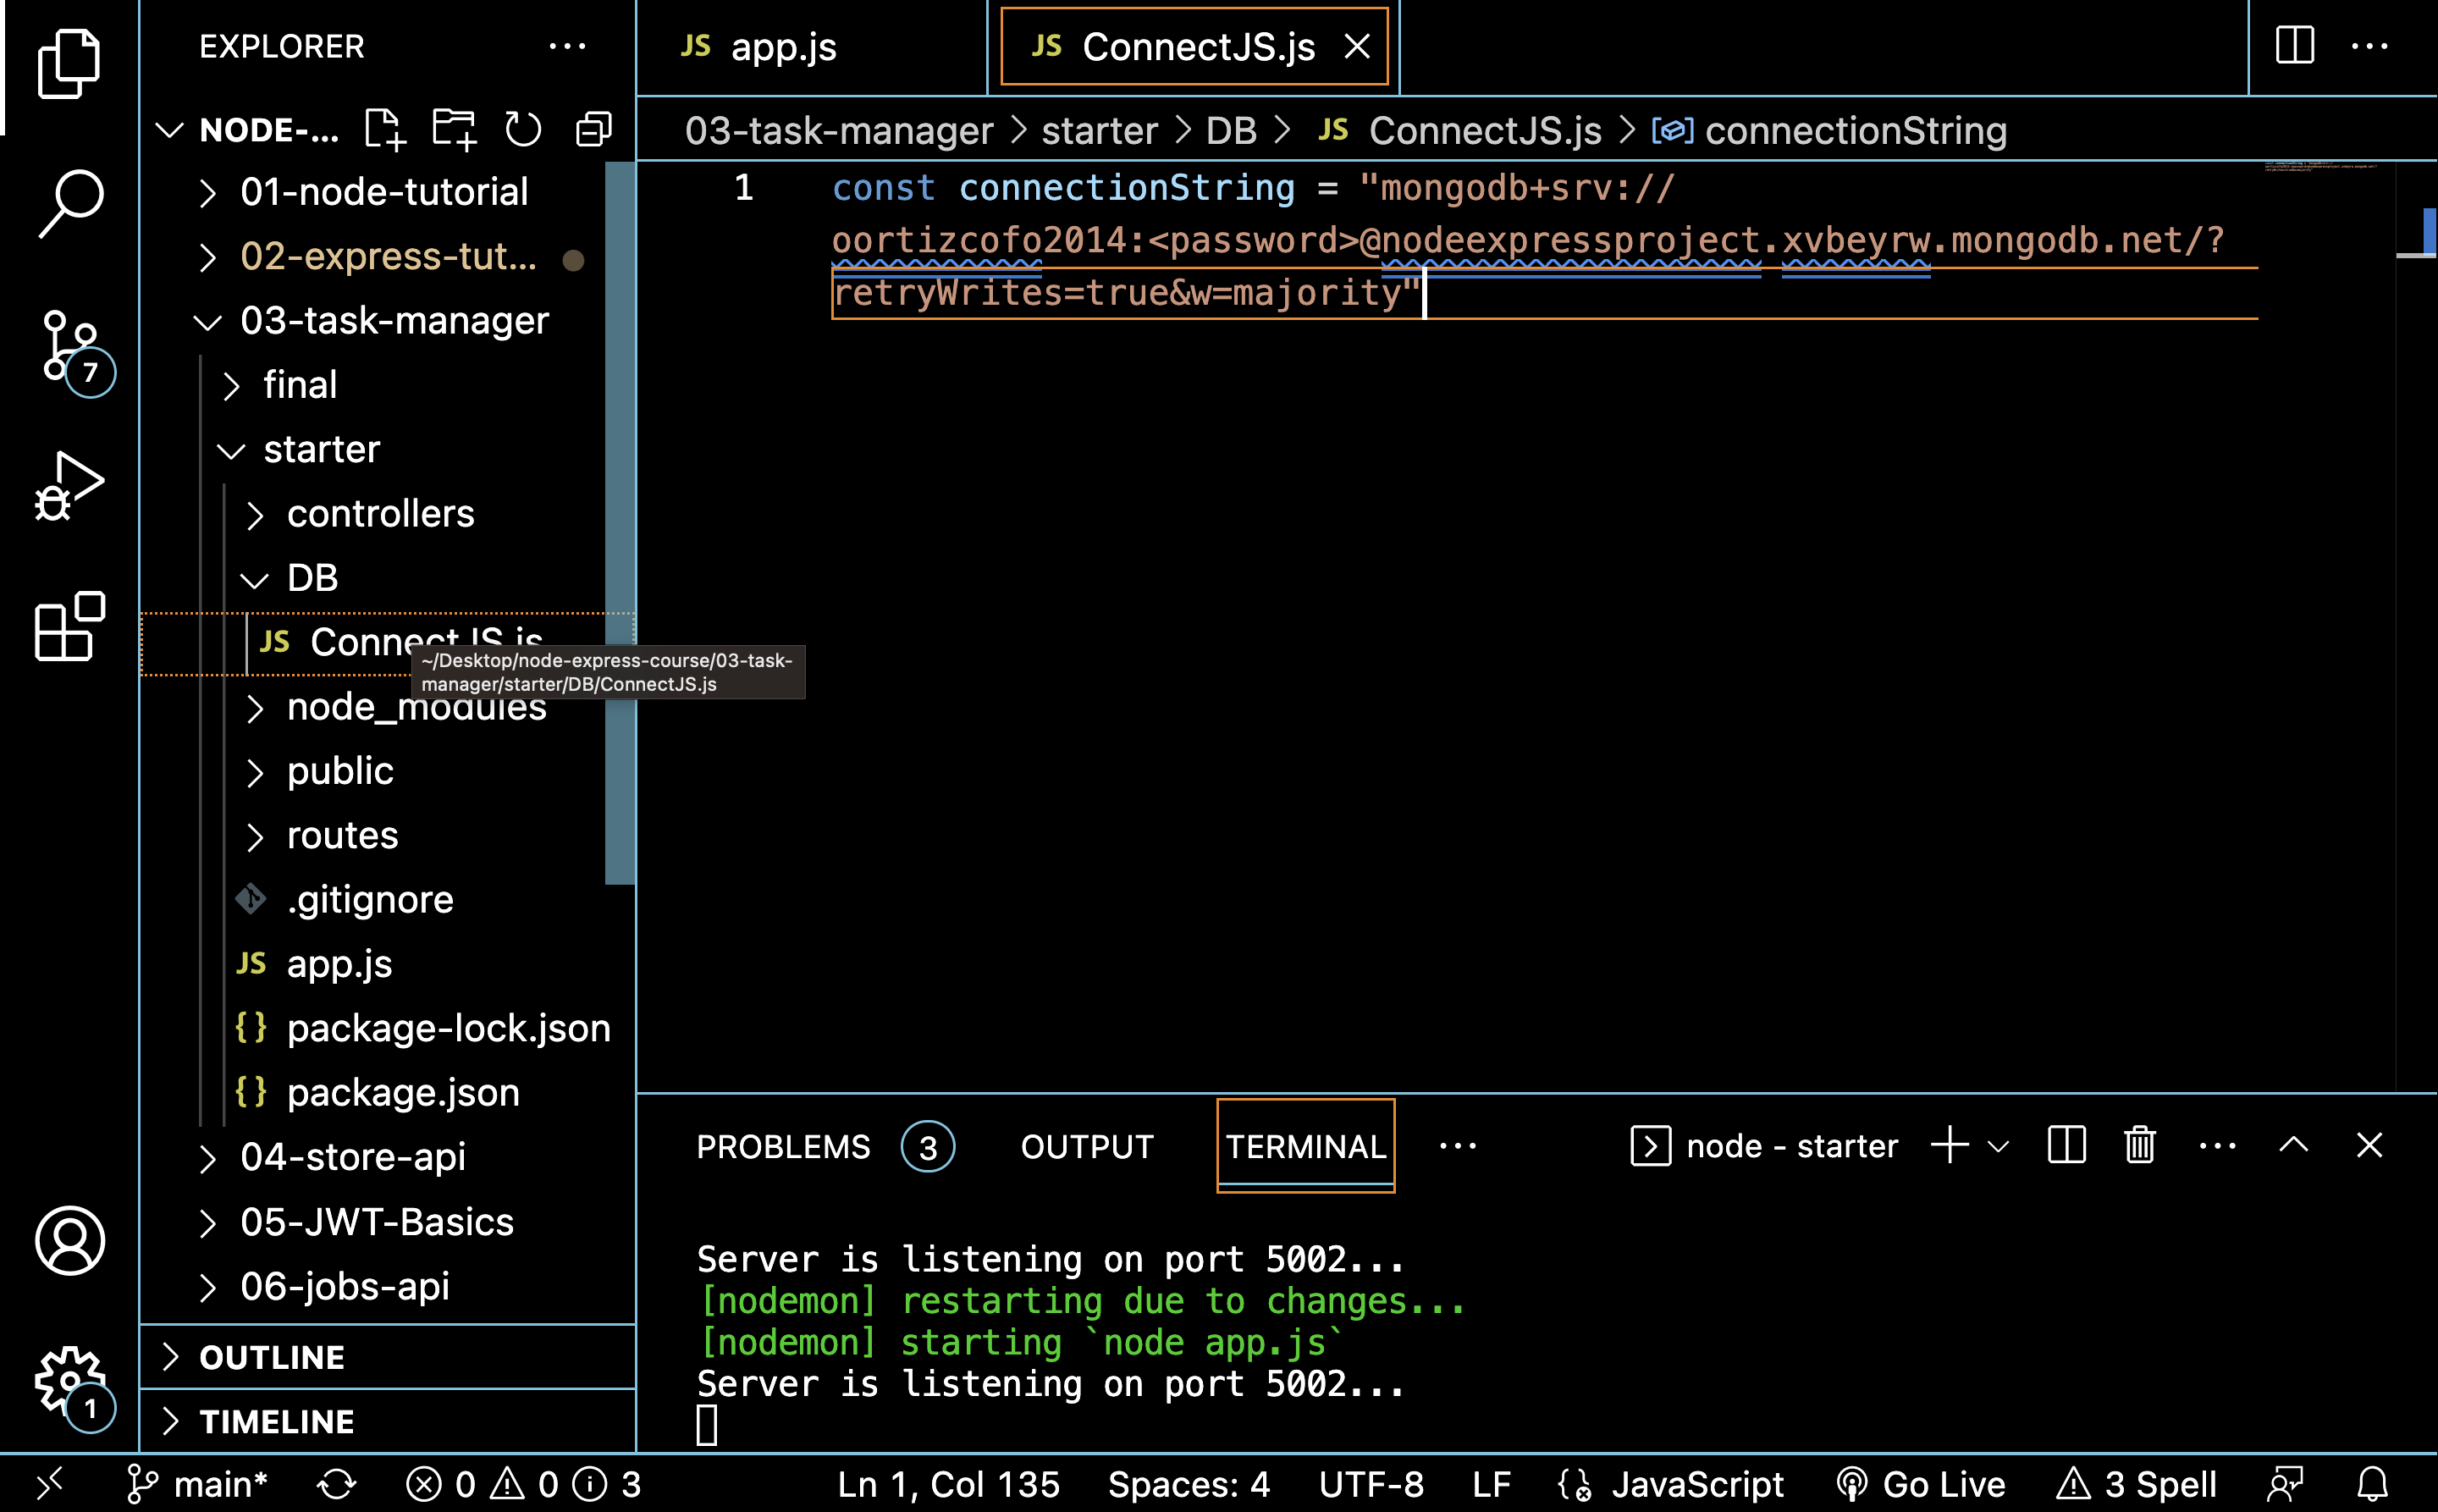 EXPLORER
NODE-...
01-node-tutorial
02-express-tut...
03-task-manager
final
starter
controllers
DB
ConnectJS.js
~/Desktop/node-express-course/03-task-
manager/starter/DB/ConnectJS.js
node_modules
public
routes
.gitignore
JS app.js
{} package-lock.json
{} package.json
04-store-api
05-JWT-Basics
06-jobs-api
OUTLINE
TIMELINE
7
1
JS app.js
JS ConnectJS.js
03-task-manager > starter > DB > JS ConnectJS.js > connectionString
1 const connectionString = "mongodb+srv://
oortizcofo2014:<password>@nodeexpressproject.xvbeyrw.mongodb.net/?
retryWrites=true&w=majority"
PROBLEMS 3 OUTPUT TERMINAL ... node - starter
Server is listening on port 5002...
[nodemon] restarting due to changes...
[nodemon] starting `node app.js`
Server is listening on port 5002...
main* 0 0 3 Ln 1, Col 135 Spaces: 4 UTF-8 LF JavaScript Go Live 3 Spell